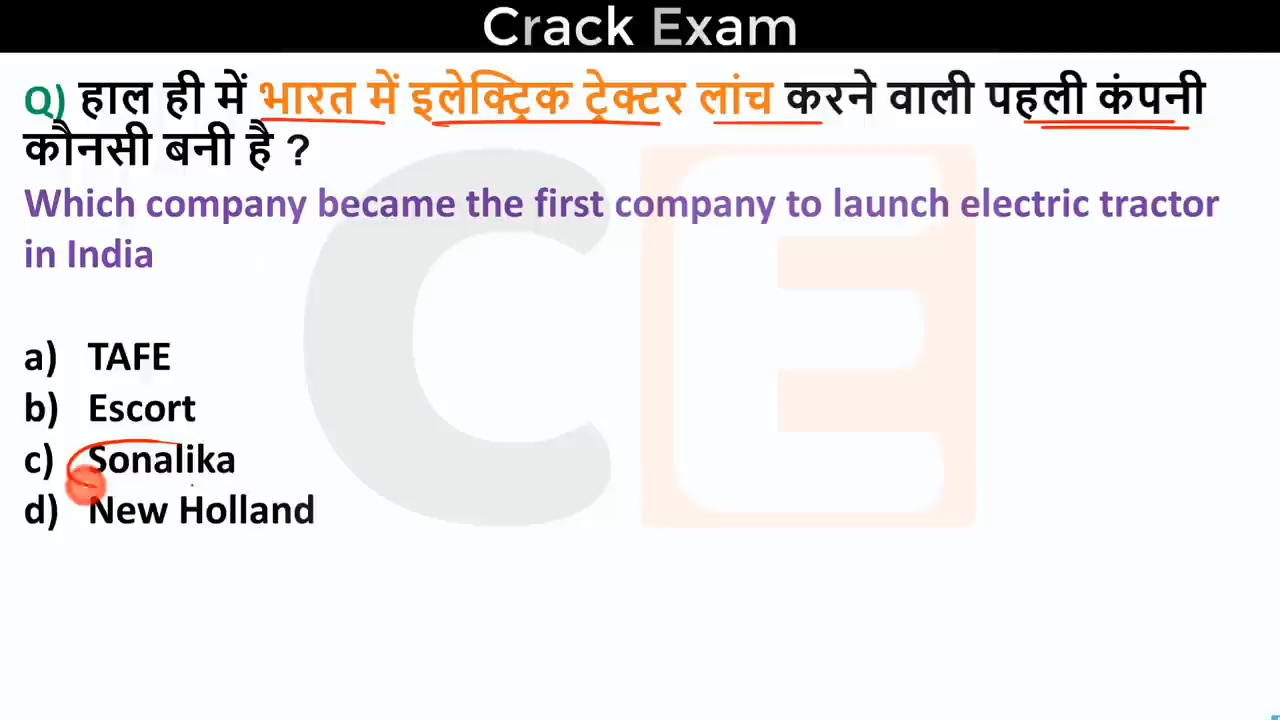 Crack Exam
Q) हाल ही में भारत में इलेक्ट्रिक ट्रेक्टर लांच करने वाली पहली कंपनी
कौनसी बनी है ?
Which company became the first company to launch electric tractor
in India
a) TAFE
b) Escort
c) Sonalika
d) New Holland
CE